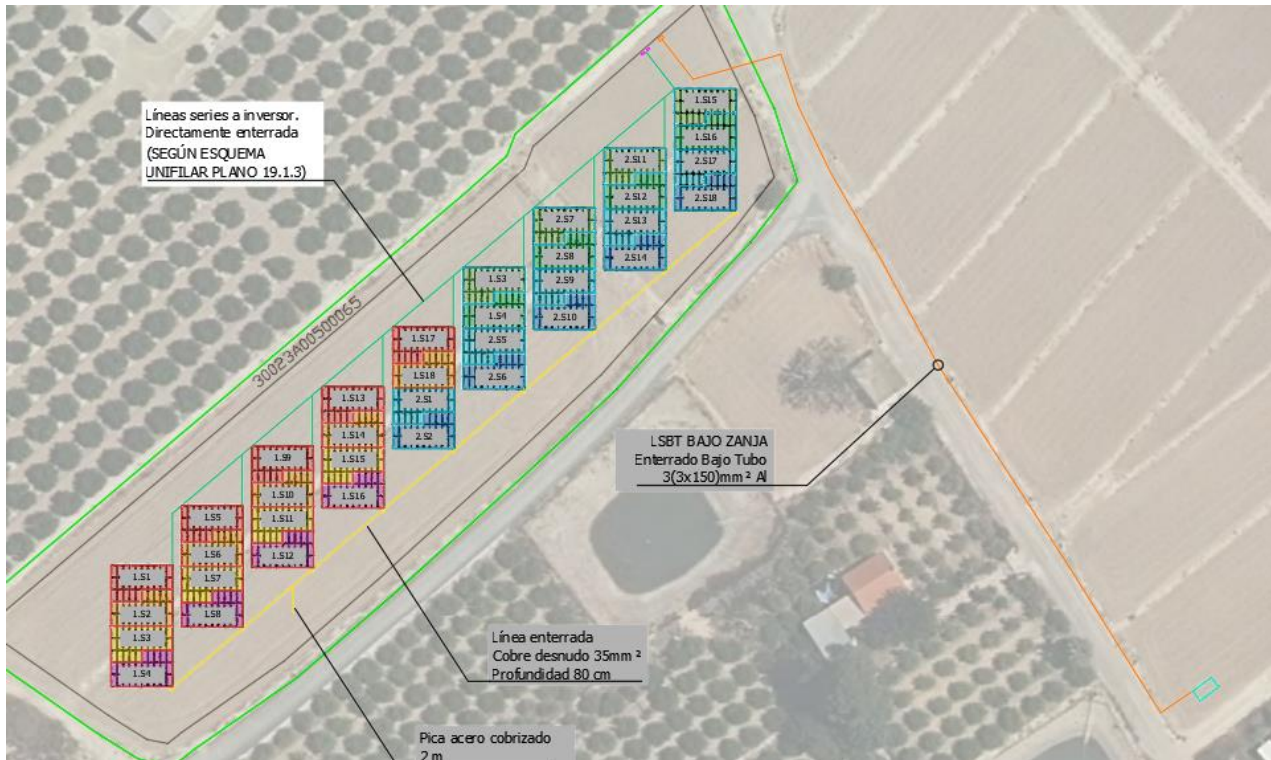 Líneas series a inversor.
Directamente enterrada
(SEGÚN ESQUEMA
UNIFILAR PLANO 19.1.3)
30023A00500065
1.S15
1.S16
2.S17
2.S18
2.S11
2.S12
2.S13
2.S14
2.S7
2.S8
2.S9
2.S10
1.S3
1.S4
2.S5
2.S6
1.S17
1.S18
2.S1
2.S2
1.S13
1.S14
1.S15
1.S16
1.S9
1.S10
1.S11
1.S12
1.S5
1.S6
1.S7
1.S8
1.S1
1.S2
1.S3
1.S4
LSBT BAJO ZANJA
Enterrado Bajo Tubo
3(3x150)mm² Al
Línea enterrada
Cobre desnudo 35mm²
Profundidad 80 cm
Pica acero cobrizado
2 m